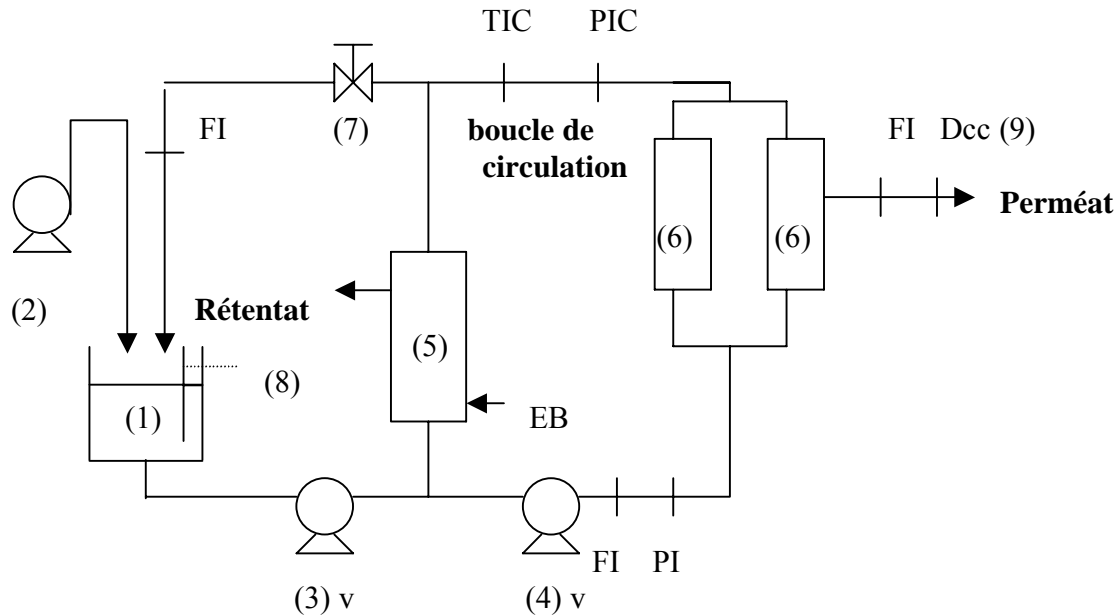 TIC PIC
FI
(7)
boucle de
circulation
FI Dcc (9)
Perméat
(6)
(6)
(2)
Rétentat
(5)
(8)
(1)
EB
FI PI
(3) v
(4) v